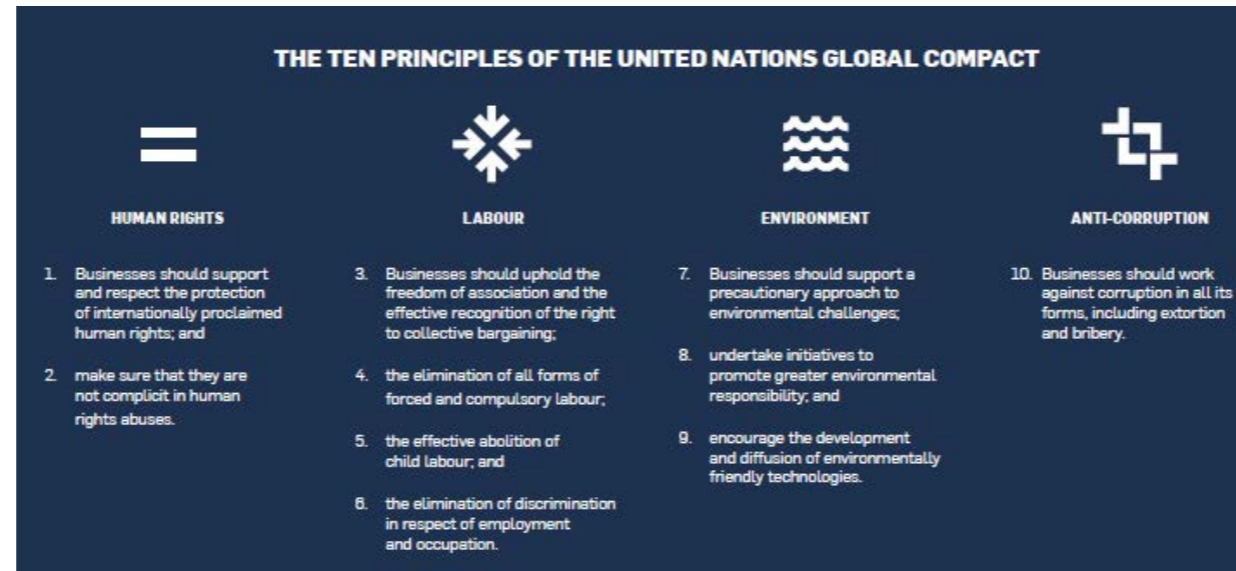 THE TEN PRINCIPLES OF THE UNITED NATIONS GLOBAL COMPACT
HUMAN RIGHTS
1. Businesses should support
and respect the protection
of internationally proclaimed
human rights; and
2. make sure that they are
not complicit in human
rights abuses.
LABOUR
3. Businesses should uphold the
freedom of association and the
effective recognition of the right
to collective bargaining;
4. the elimination of all forms of
forced and compulsory labour;
5. the effective abolition of
child labour; and
6. the elimination of discrimination
in respect of employment
and occupation.
ENVIRONMENT
7. Businesses should support a
precautionary approach to
environmental challenges;
8. undertake initiatives to
promote greater environmental
responsibility; and
9. encourage the development
and diffusion of environmentally
friendly technologies.
ANTI-CORRUPTION
10. Businesses should work
against corruption in all its
forms, including extortion
and bribery.